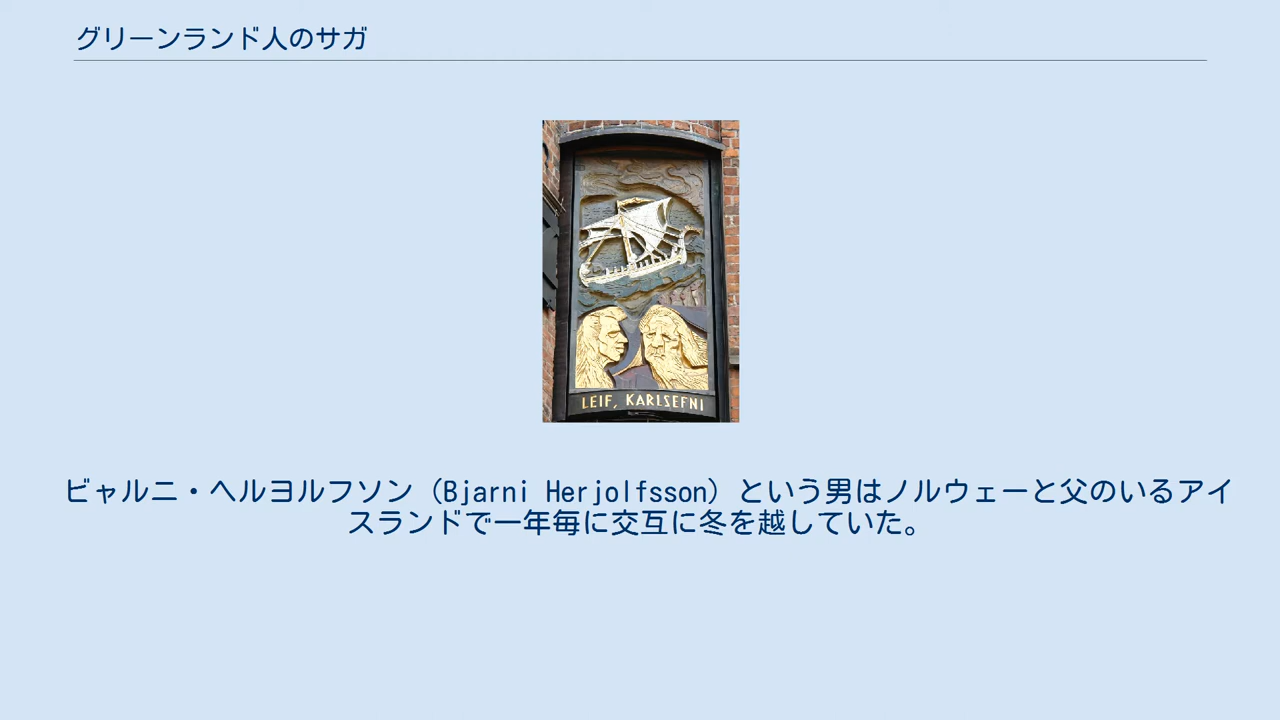 グリーンランド人のサガ
LEIF, KARLSEFNI
ビャルニ・ヘルヨルフソン（Bjarni Herjolfsson）という男はノルウェーと父のいるアイ
スランドで一年毎に交互に冬を越していた。